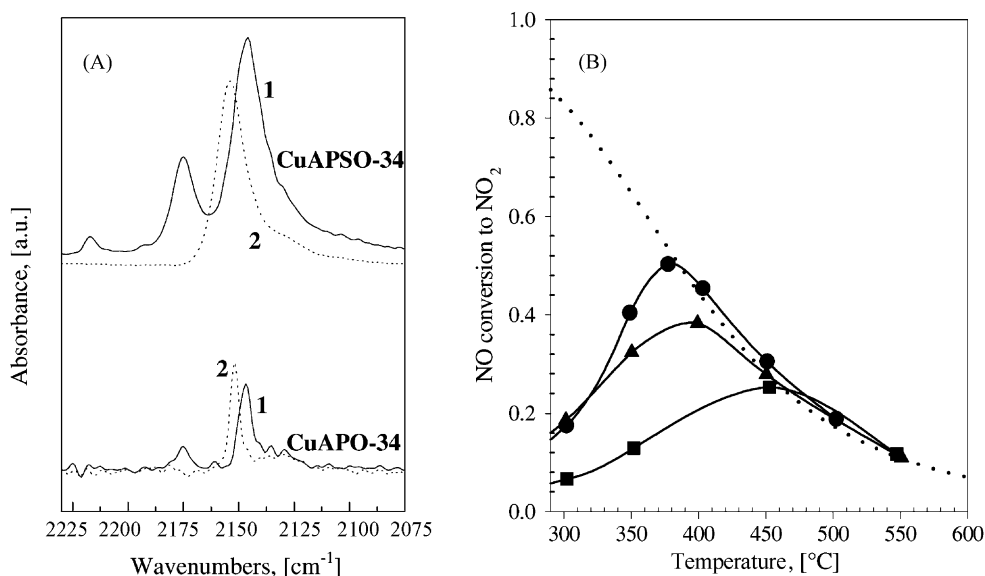 (A)
1
CuAPSO-34
2
2
1
CuAPO-34
Absorbance, [a.u.]
2225 2200 2175 2150 2125 2100 2075
Wavenumbers, [cm⁻¹]
(B)
NO conversion to NO₂
1.0
0.8
0.6
0.4
0.2
0.0
300 350 400 450 500 550 600
Temperature, [°C]